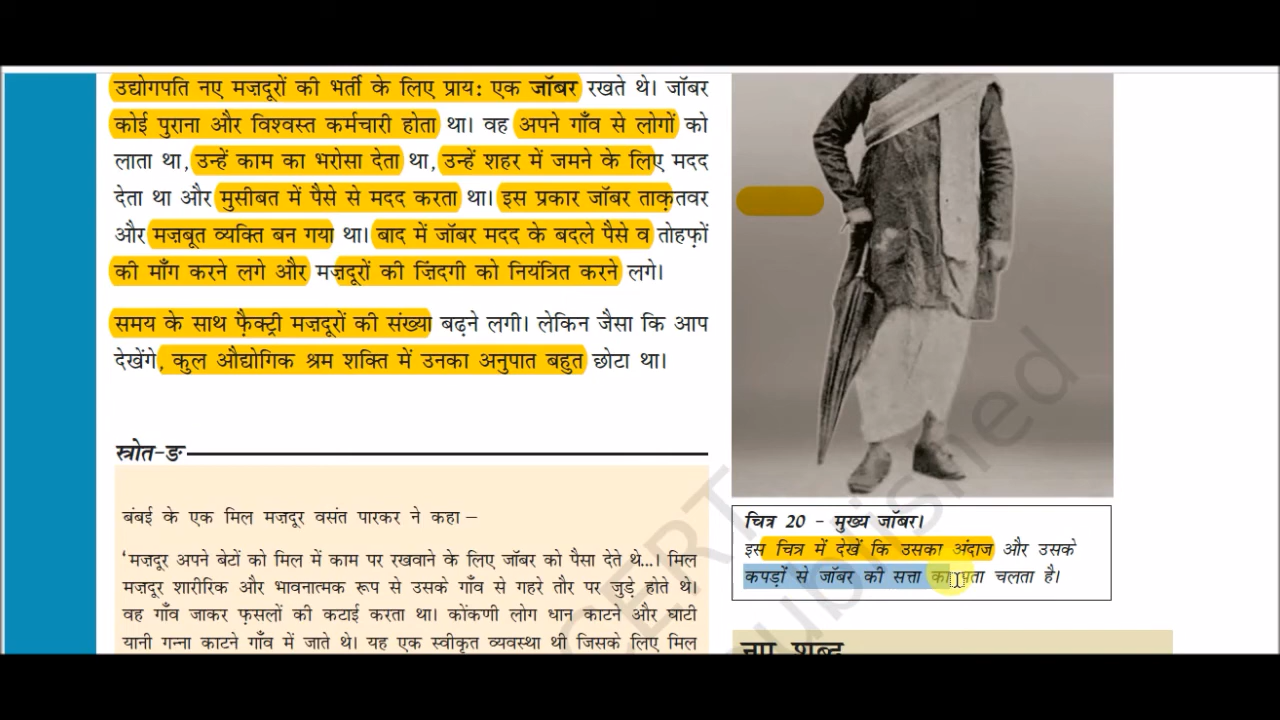 उद्योगपति नए मज़दूरों की भर्ती के लिए प्राय: एक जॉबर रखते थे। जॉबर
कोई पुराना और विश्वस्त कर्मचारी होता था। वह अपने गाँव से लोगों को
लाता था, उन्हें काम का भरोसा देता था, उन्हें शहर में जमने के लिए मदद
देता था और मुसीबत में पैसे से मदद करता था। इस प्रकार जॉबर ताक़तवर
और मज़बूत व्यक्ति बन गया था। बाद में जॉबर मदद के बदले पैसे व तोहफ़ों
की माँग करने लगे और मज़दूरों की ज़िंदगी को नियंत्रित करने लगे।
समय के साथ फ़ैक्ट्री मज़दूरों की संख्या बढ़ने लगी। लेकिन जैसा कि आप
देखेंगे, कुल औद्योगिक श्रम शक्ति में उनका अनुपात बहुत छोटा था।
स्रोत-ङ
बंबई के एक मिल मज़दूर वसंत पारकर ने कहा –
'मज़दूर अपने बेटों को मिल में काम पर रखवाने के लिए जॉबर को पैसा देते थे...। मिल
मज़दूर शारीरिक और भावनात्मक रूप से उसके गाँव से गहरे तौर पर जुड़े होते थे।
वह गाँव जाकर फ़सलों की कटाई करता था। कोंकणी लोग धान काटने और घाटी
यानी गन्ना काटने गाँव में जाते थे। यह एक स्वीकृत व्यवस्था थी जिसके लिए मिल
चित्र 20 – मुख्य जॉबर।
इस चित्र में देखें कि उसका अंदाज और उसके
कपड़ों से जॉबर की सत्ता का पता चलता है।
नए शब्द
NCERT
published